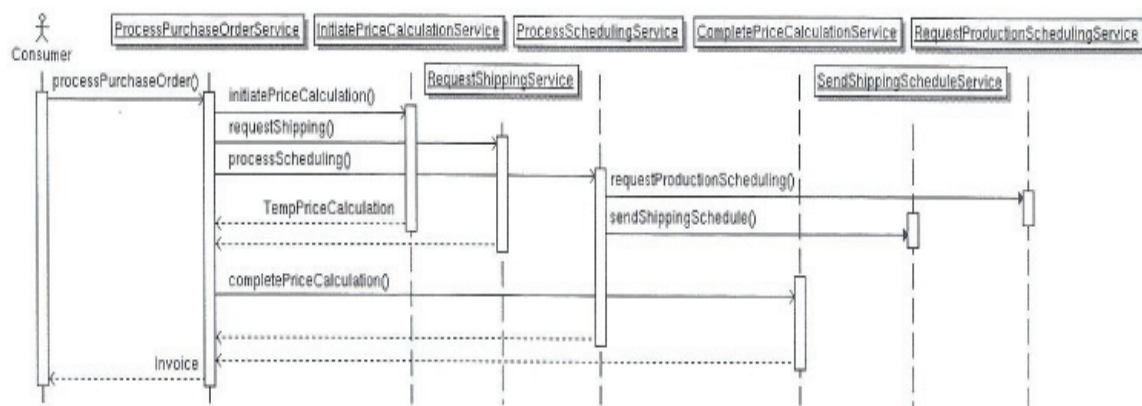 ProcessPurchaseOrderService InitiatePriceCalculationService ProcessSchedulingService CompletePriceCalculationService RequestProductionSchedulingService
Consumer
RequestShippingService SendShippingScheduleService
processPurchaseOrder()
initiatePriceCalculation()
requestShipping()
processScheduling()
requestProductionScheduling()
TempPriceCalculation
sendShippingSchedule()
completePriceCalculation()
Invoice